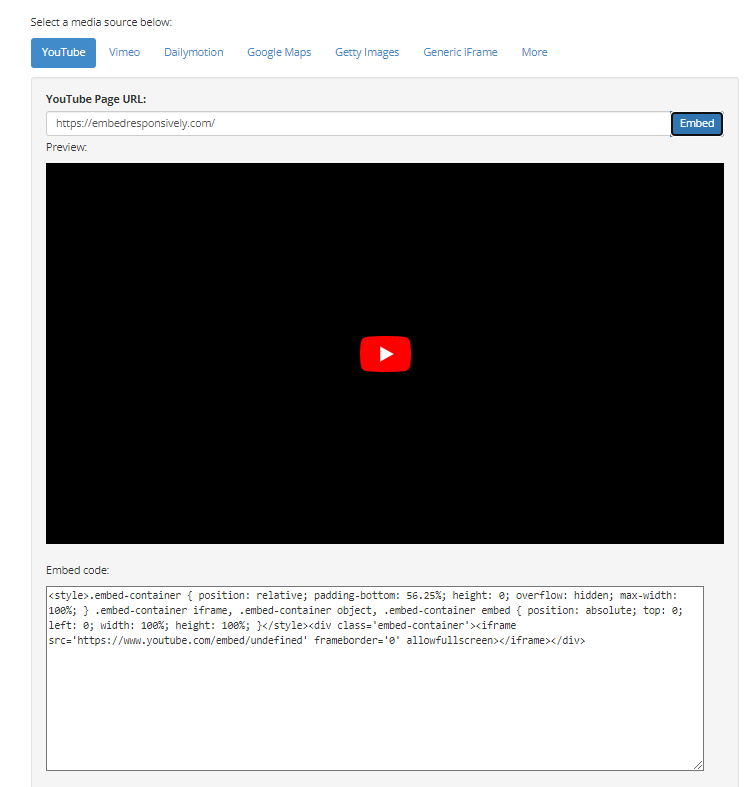 Select a media source below:
YouTube Vimeo Dailymotion Google Maps Getty Images Generic iFrame More
YouTube Page URL:
https://embedresponsively.com/ Embed
Preview:
Embed code:
<style>.embed-container { position: relative; padding-bottom: 56.25%; height: 0; overflow: hidden; max-width:
100%; } .embed-container iframe, .embed-container object, .embed-container embed { position: absolute; top: 0;
left: 0; width: 100%; height: 100%; }</style><div class='embed-container'><iframe
src='https://www.youtube.com/embed/undefined' frameborder='0' allowfullscreen></iframe></div>